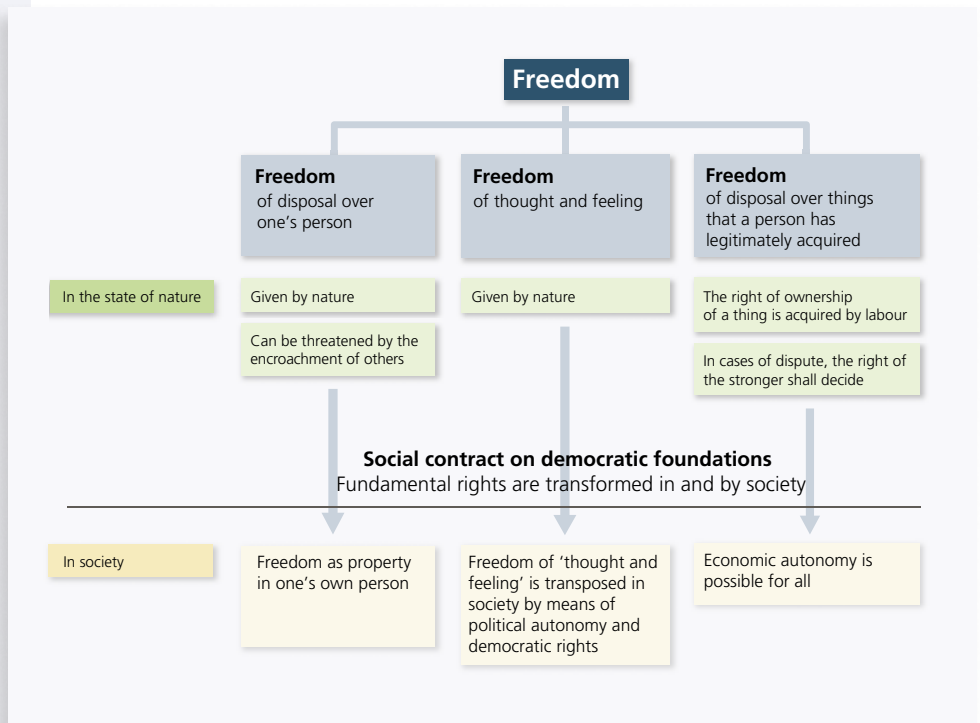 Freedom
Freedom
of disposal over
one's person
Freedom
of thought and feeling
Freedom
of disposal over things
that a person has
legitimately acquired
In the state of nature
Given by nature
Can be threatened by the
encroachment of others
Given by nature
The right of ownership
of a thing is acquired by labour
In cases of dispute, the right of
the stronger shall decide
Social contract on democratic foundations
Fundamental rights are transformed in and by society
In society
Freedom as property
in one's own person
Freedom of ‘thought and
feeling’ is transposed in
society by means of
political autonomy and
democratic rights
Economic autonomy is
possible for all